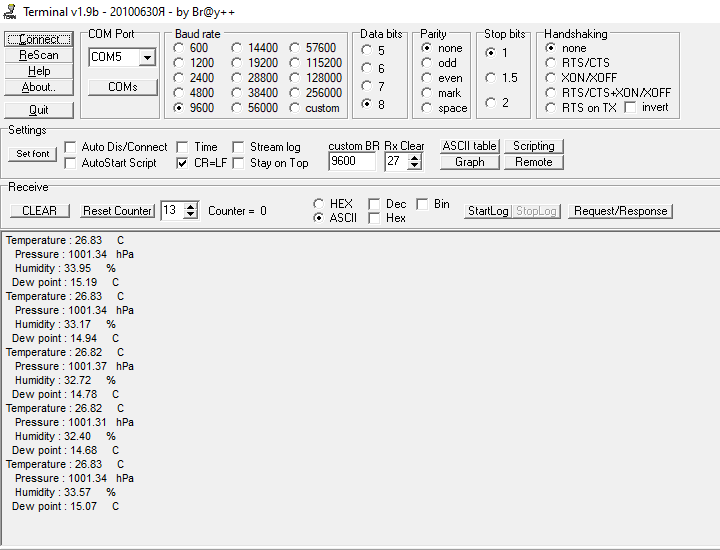 Terminal v1.9b - 20100630Я - by Br@y++
Connect
ReScan
Help
About..
Quit
COM Port
COM5
COMs
Baud rate
600 14400 57600
1200 19200 115200
2400 28800 128000
4800 38400 256000
9600 56000 custom
Data bits
5
6
7
8
Parity
none
odd
even
mark
space
Stop bits
1
1.5
2
Handshaking
none
RTS/CTS
XON/XOFF
RTS/CTS+XON/XOFF
RTS on TX invert
Settings
Set font
Auto Dis/Connect Time Stream log
AutoStart Script CR=LF Stay on Top
custom BR Rx Clear
9600 27
ASCII table Scripting
Graph Remote
Receive
CLEAR Reset Counter 13 Counter = 0
HEX Dec Bin
ASCII Hex
StartLog StopLog Request/Response
Temperature : 26.83 C
Pressure : 1001.34 hPa
Humidity : 33.95 %
Dew point : 15.19 C
Temperature : 26.83 C
Pressure : 1001.34 hPa
Humidity : 33.17 %
Dew point : 14.94 C
Temperature : 26.82 C
Pressure : 1001.37 hPa
Humidity : 32.72 %
Dew point : 14.78 C
Temperature : 26.82 C
Pressure : 1001.31 hPa
Humidity : 32.40 %
Dew point : 14.68 C
Temperature : 26.83 C
Pressure : 1001.34 hPa
Humidity : 33.57 %
Dew point : 15.07 C